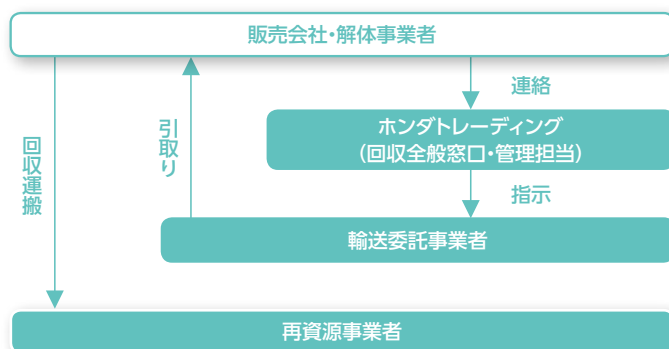 販売会社・解体事業者
連絡
ホンダトレーディング
(回収全般窓口・管理担当)
指示
引取り
回収運搬
輸送委託事業者
再資源事業者